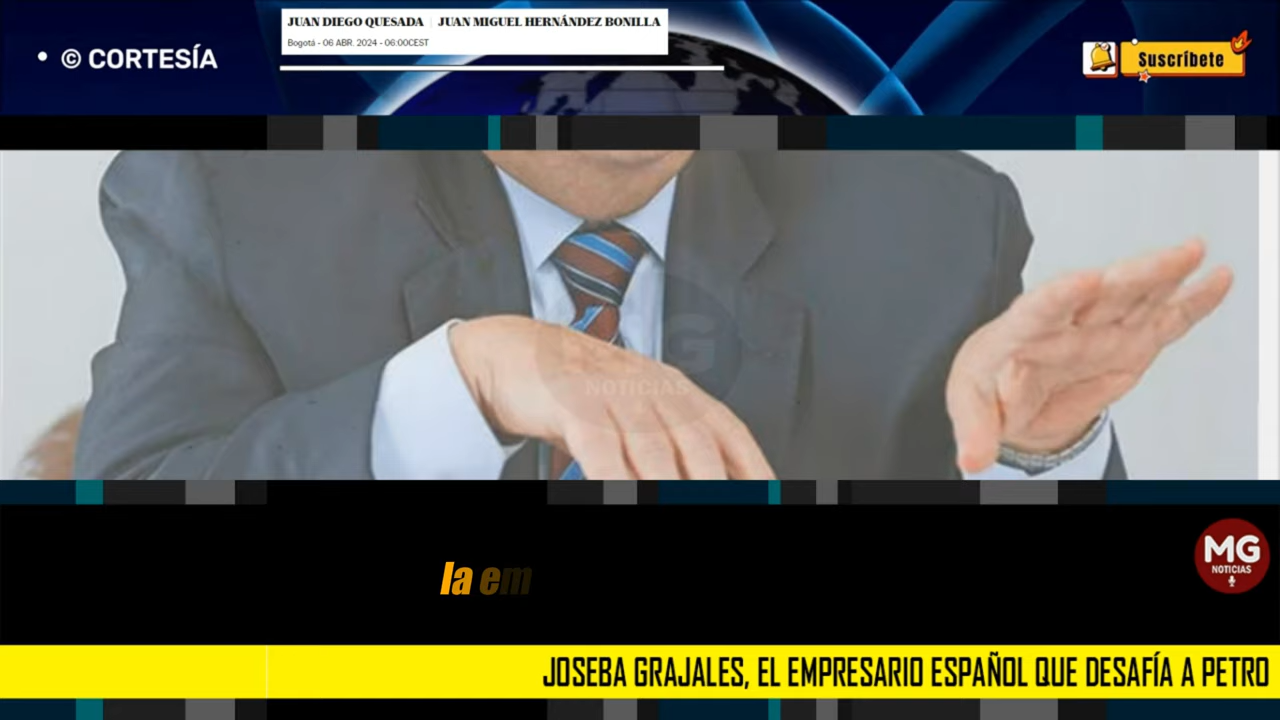 JUAN DIEGO QUESADA | JUAN MIGUEL HERNÁNDEZ BONILLA
Bogotá - 06 ABR. 2024 - 06:00CEST
• © CORTESÍA
Suscríbete
MG
NOTICIAS
la em
MG
NOTICIAS
JOSEBA GRAJALES, EL EMPRESARIO ESPAÑOL QUE DESAFÍA A PETRO